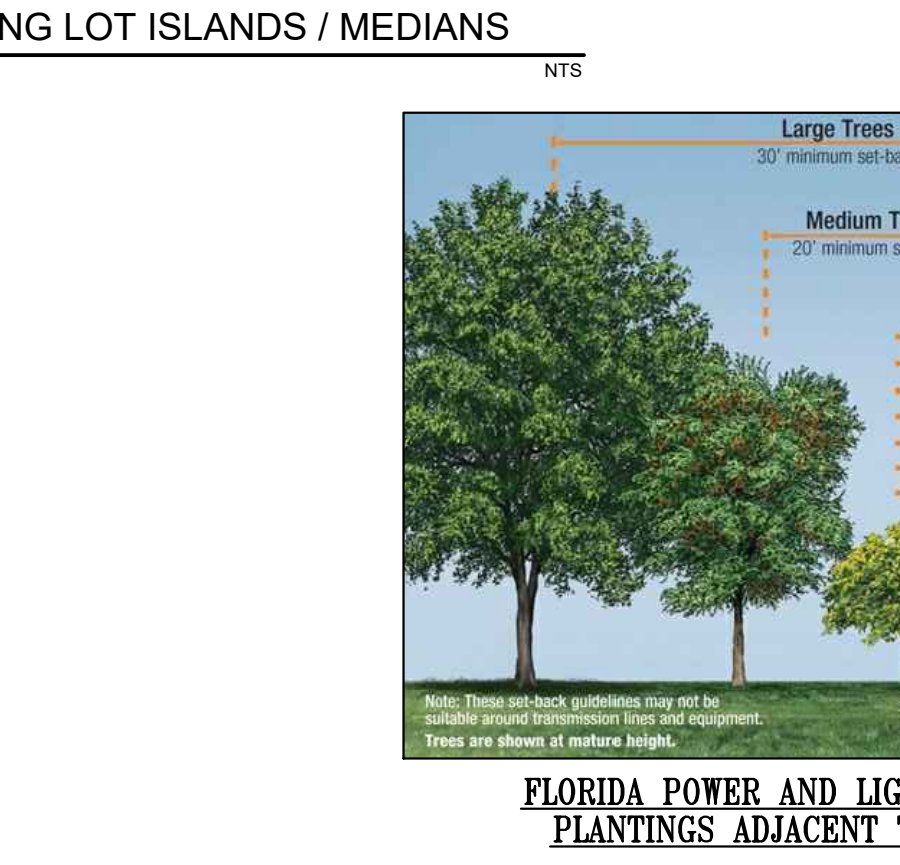 NG LOT ISLANDS / MEDIANS
NTS
Large Trees
30' minimum set-ba
Medium T
20' minimum s
Note: These set-back guidelines may not be
suitable around transmission lines and equipment.
Trees are shown at mature height.
FLORIDA POWER AND LIG
PLANTINGS ADJACENT